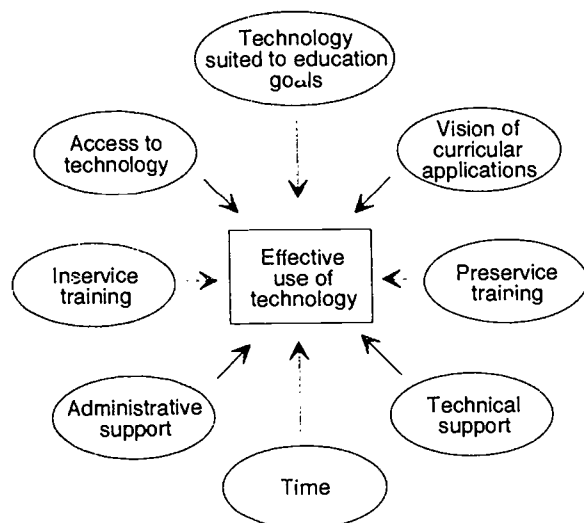 Technology
suited to education
goals
Access to
technology
Vision of
curricular
applications
Inservice
training
Effective
use of
technology
Preservice
training
Administrative
support
Technical
support
Time